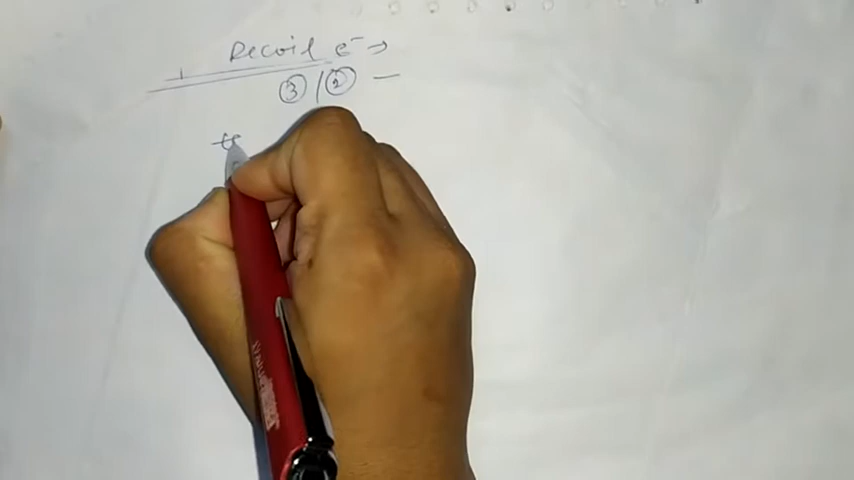 Recoil e⁻ →
③/② —